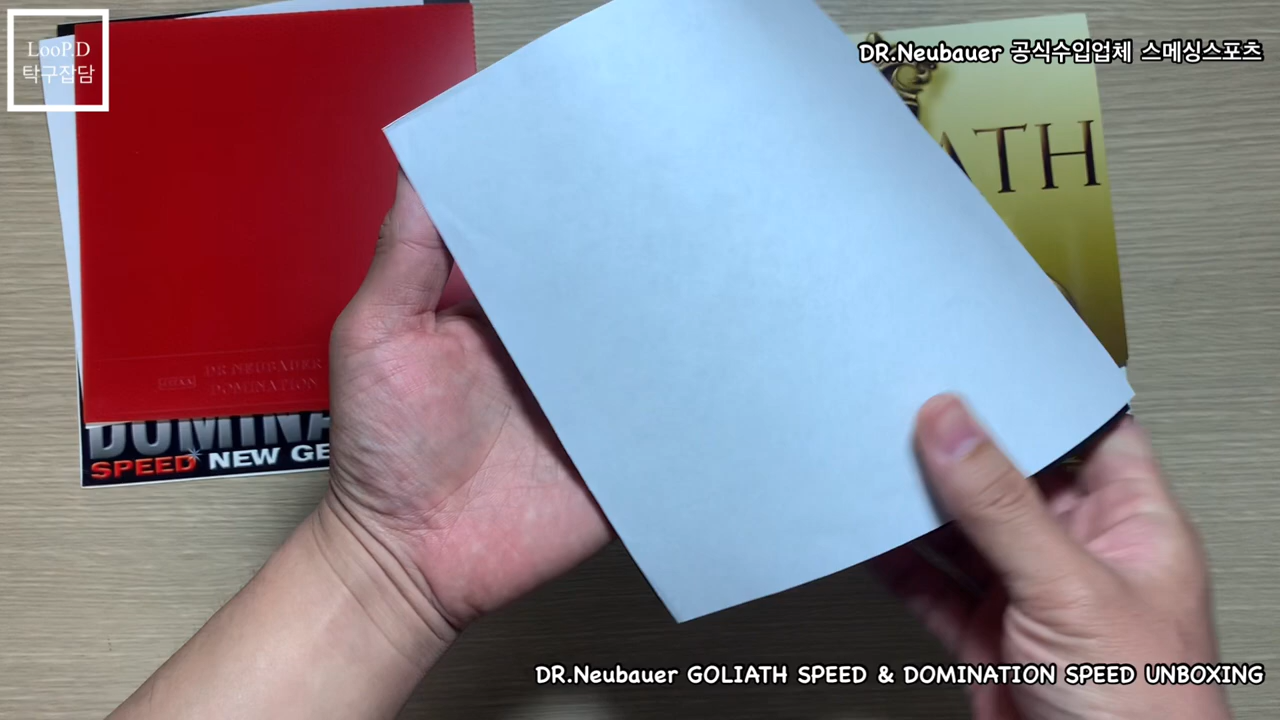 LooP.D
탁구잡담
DR.Neubauer 공식수입업체 스메싱스포츠
ATH
DR NEUBAUER
DOMINATION
DOMINA
SPEED NEW GE
DR.Neubauer GOLIATH SPEED & DOMINATION SPEED UNBOXING